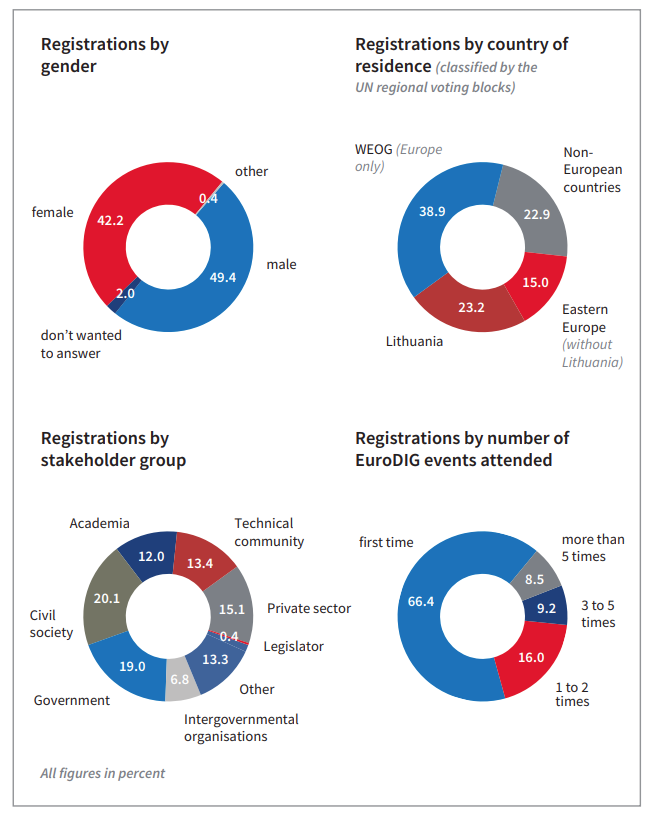 Registrations by
gender
other
0.4
female
42.2
49.4
male
2.0
don't wanted
to answer
Registrations by country of
residence (classified by the
UN regional voting blocks)
WEOG (Europe
only)
Non-
European
countries
38.9
22.9
15.0
23.2
Eastern
Europe
(without
Lithuania)
Lithuania
Registrations by
stakeholder group
Academia
Technical
community
12.0
13.4
20.1
15.1
Private sector
Civil
society
0.4
Legislator
13.3
19.0
6.8
Other
Government
Intergovernmental
organisations
Registrations by number of
EuroDIG events attended
first time
more than
5 times
8.5
66.4
9.2
3 to 5
times
16.0
1 to 2
times
All figures in percent